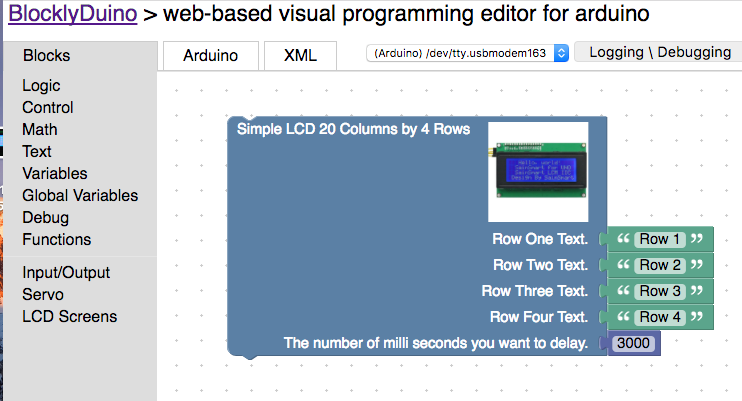 BlocklyDuino > web-based visual programming editor for arduino
Blocks
Arduino
XML
(Arduino) /dev/tty.usbmodem163
Logging \ Debugging
Logic
Control
Math
Text
Variables
Global Variables
Debug
Functions
Input/Output
Servo
LCD Screens
Simple LCD 20 Columns by 4 Rows
Hello, world!
Row One Text. “ Row 1 ”
Row Two Text. “ Row 2 ”
Row Three Text. “ Row 3 ”
Row Four Text. “ Row 4 ”
The number of milli seconds you want to delay. 3000